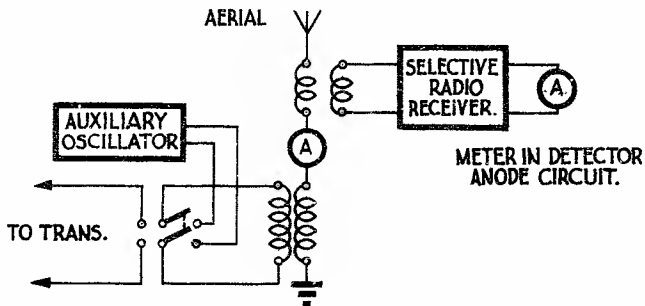 AERIAL
SELECTIVE
RADIO
RECEIVER.
A.
AUXILIARY
OSCILLATOR
A
METER IN DETECTOR
ANODE CIRCUIT.
TO TRANS.